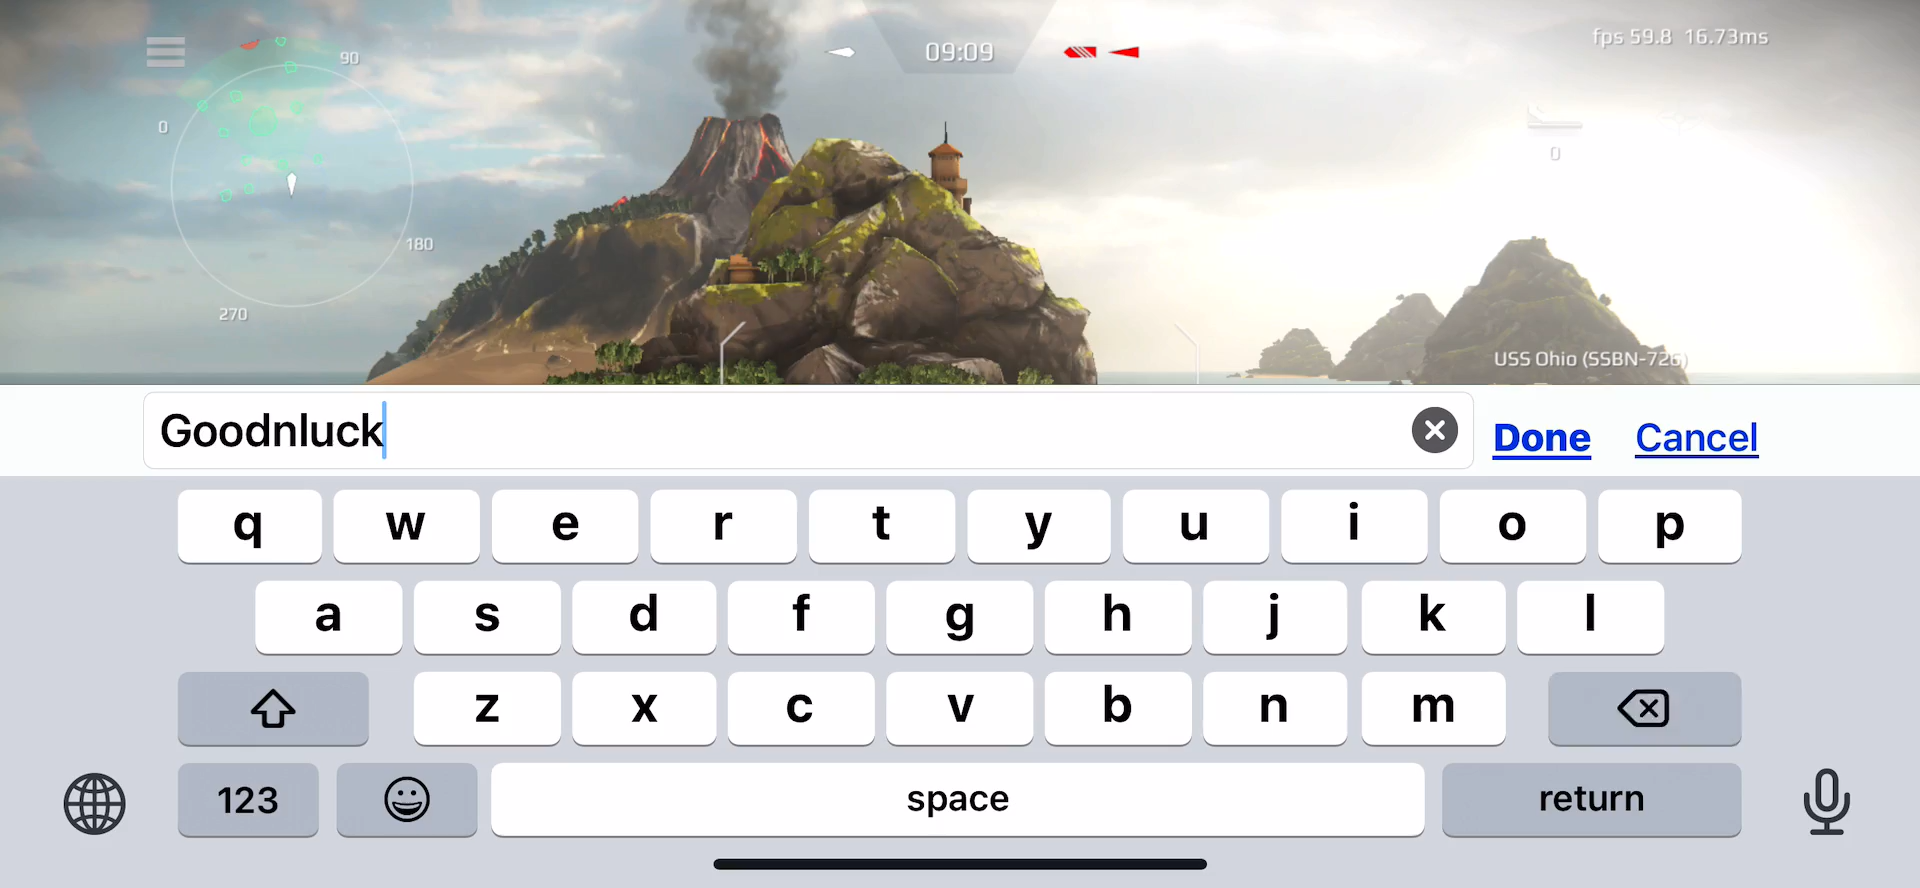 90
09:09
fps 59.8 16.73ms
0
0
180
270
USS Ohio (SSBN-726)
Goodnluck
Done Cancel
q w e r t y u i o p
a s d f g h j k l
z x c v b n m
123 space return